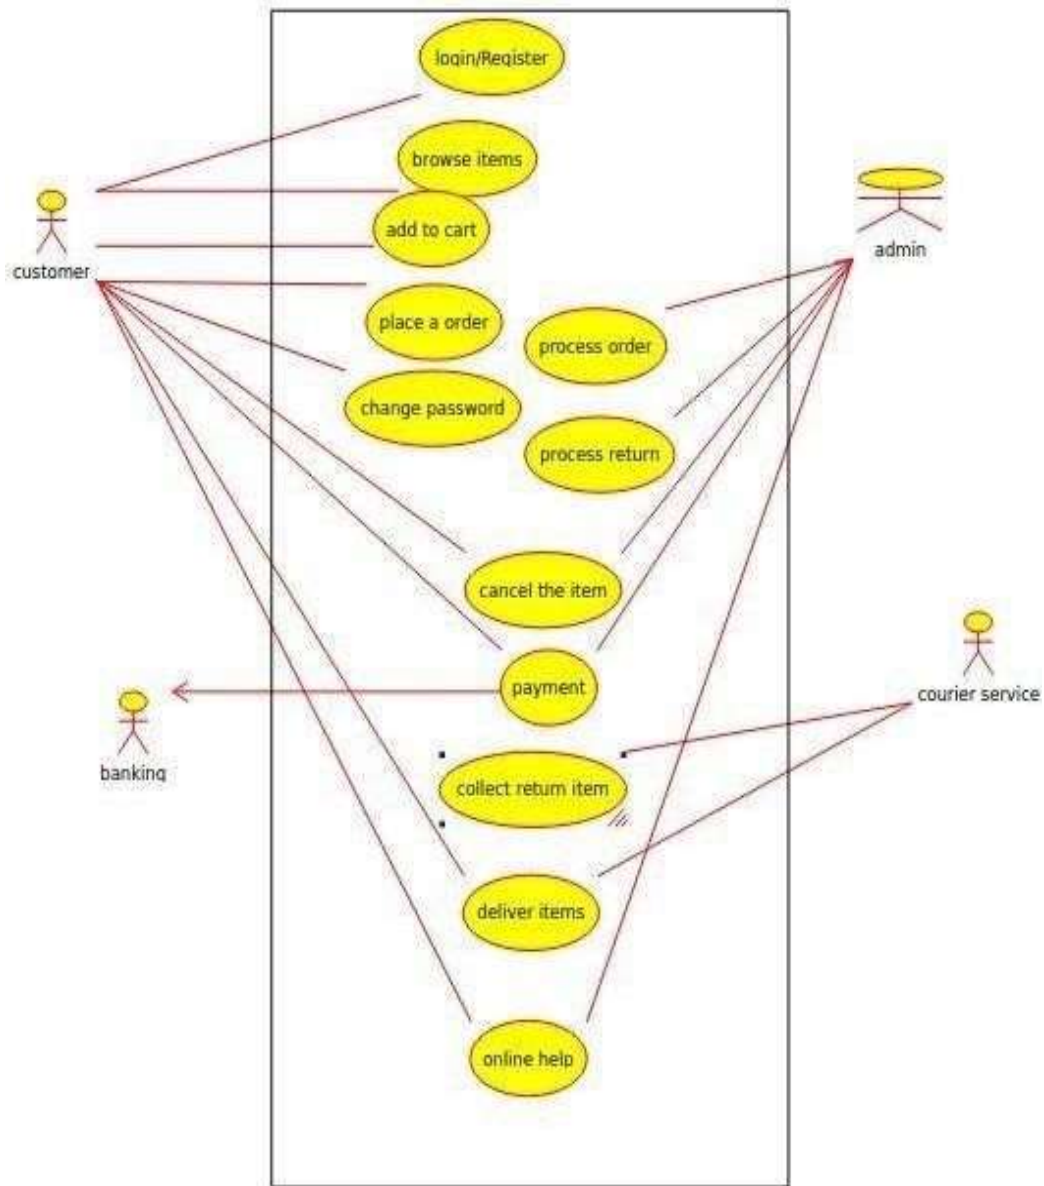 login/Register
browse items
add to cart
customer
admin
place a order
process order
change password
process return
cancel the item
payment
courier service
banking
collect return item
deliver items
online help